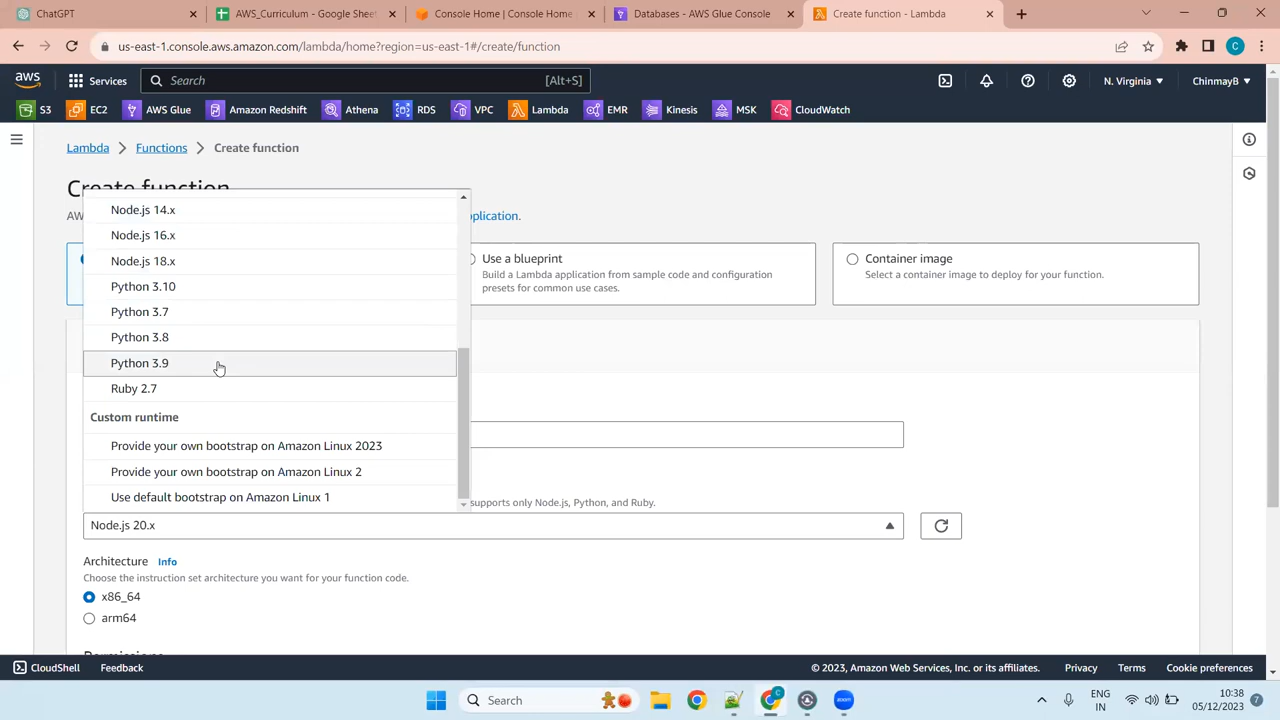 ChatGPT
AWS_Curriculum - Google Sheet
Console Home | Console Home
Databases - AWS Glue Console
Create function - Lambda
us-east-1.console.aws.amazon.com/lambda/home?region=us-east-1#/create/function
C
aws
Services
Search
[Alt+S]
N. Virginia
ChinmayB
S3
EC2
AWS Glue
Amazon Redshift
Athena
RDS
VPC
Lambda
EMR
Kinesis
MSK
CloudWatch
Lambda
Functions
Create function
Create function
AW
plication.
Use a blueprint
Build a Lambda application from sample code and configuration
presets for common use cases.
Container image
Select a container image to deploy for your function.
Node.js 14.x
Node.js 16.x
Node.js 18.x
Python 3.10
Python 3.7
Python 3.8
Python 3.9
Ruby 2.7
Custom runtime
Provide your own bootstrap on Amazon Linux 2023
Provide your own bootstrap on Amazon Linux 2
Use default bootstrap on Amazon Linux 1
supports only Node.js, Python, and Ruby.
Node.js 20.x
Architecture Info
Choose the instruction set architecture you want for your function code.
x86_64
arm64
CloudShell
Feedback
© 2023, Amazon Web Services, Inc. or its affiliates.
Privacy
Terms
Cookie preferences
Search
C
zoom
ENG
IN
10:38
05/12/2023
7